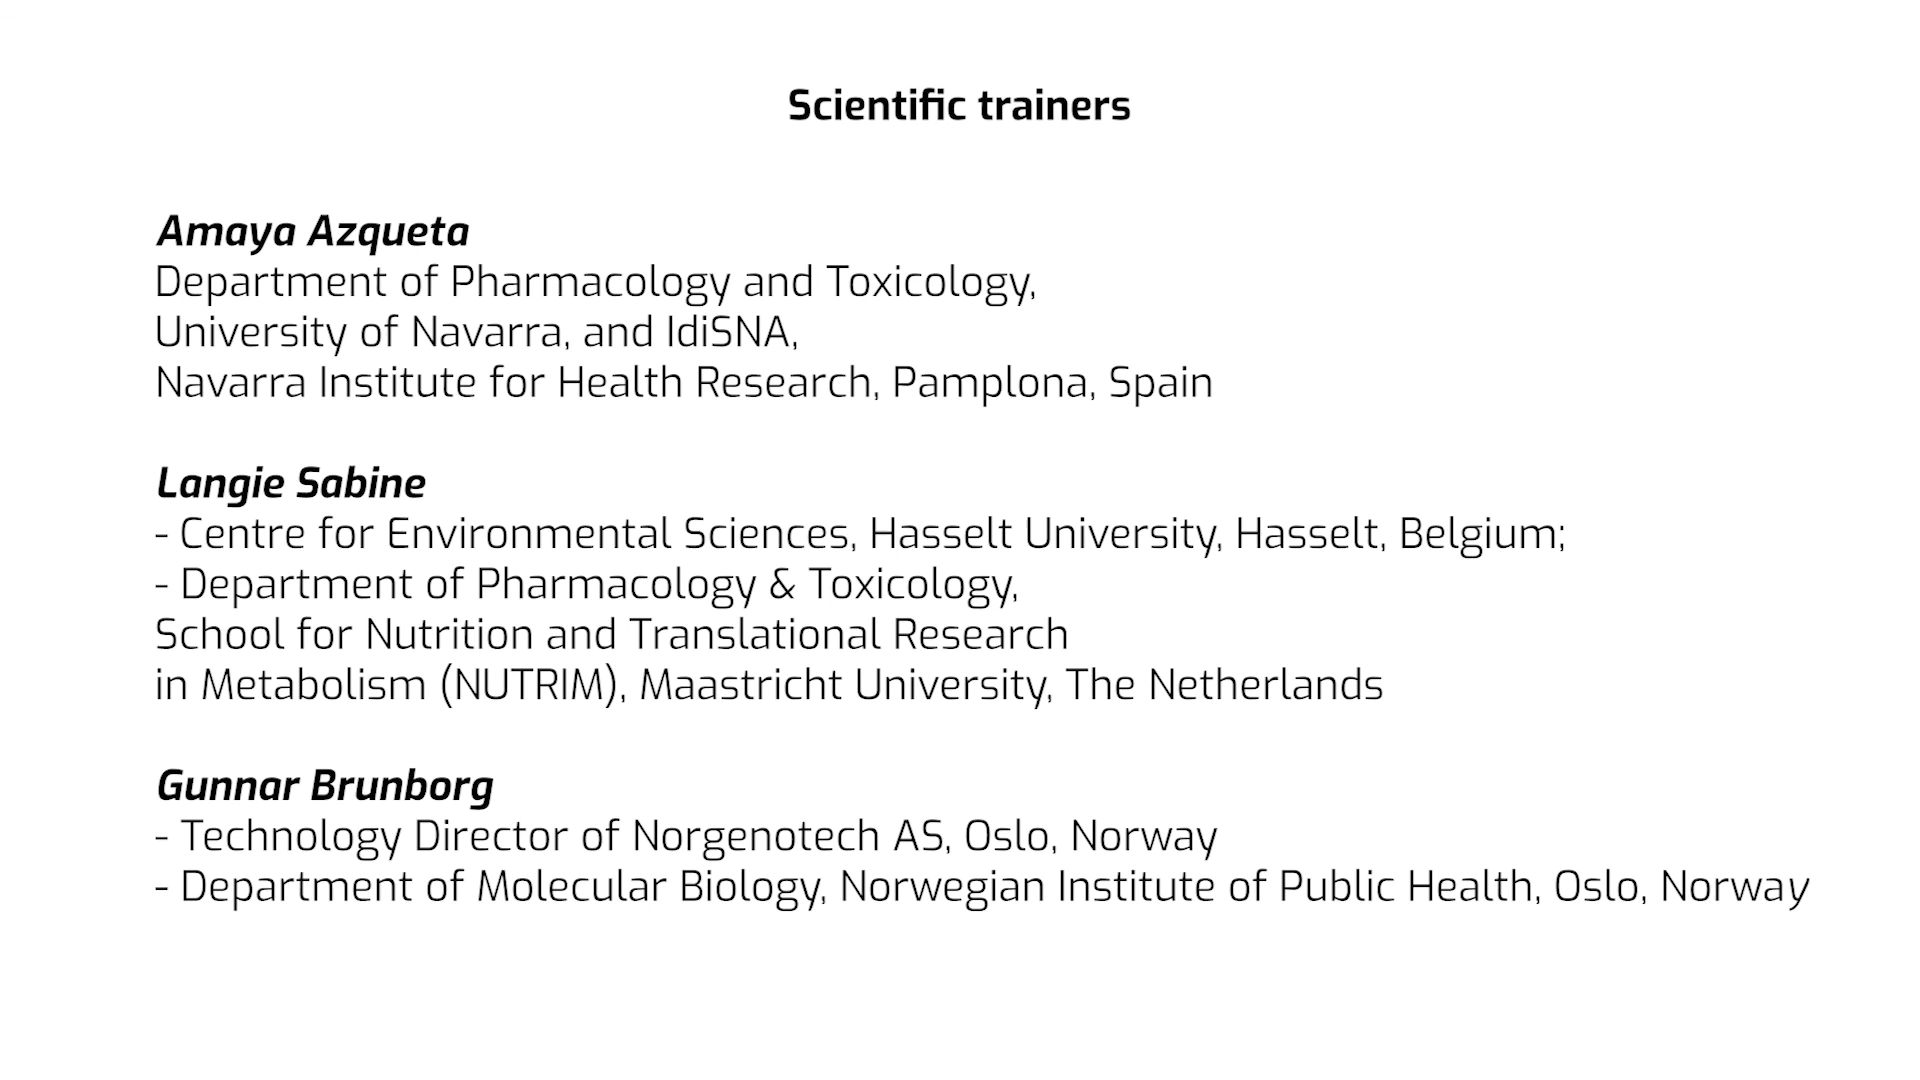 Scientific trainers
Amaya Azqueta
Department of Pharmacology and Toxicology,
University of Navarra, and IdiSNA,
Navarra Institute for Health Research, Pamplona, Spain
Langie Sabine
- Centre for Environmental Sciences, Hasselt University, Hasselt, Belgium;
- Department of Pharmacology & Toxicology,
School for Nutrition and Translational Research
in Metabolism (NUTRIM), Maastricht University, The Netherlands
Gunnar Brunborg
- Technology Director of Norgenotech AS, Oslo, Norway
- Department of Molecular Biology, Norwegian Institute of Public Health, Oslo, Norway